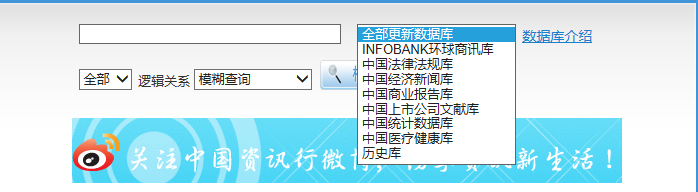 全部更新数据库
数据库介绍
INFOBANK环球商讯库
中国法律法规库
中国经济新闻库
中国商业报告库
中国上市公司文献库
中国统计数据库
中国医疗健康库
历史库
全部 逻辑关系 模糊查询
关注中国资讯行微博，
新生活！